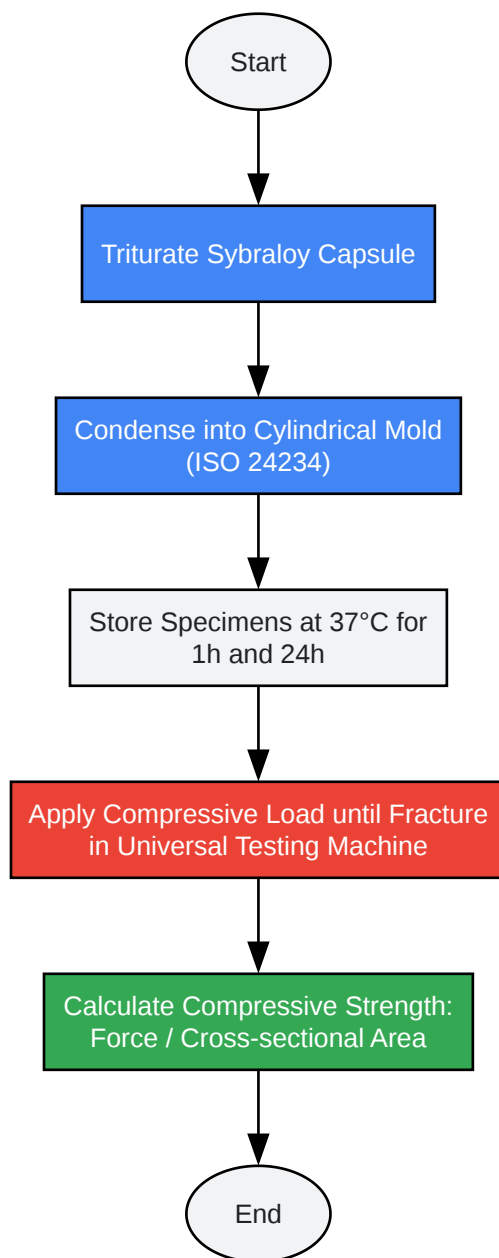 Start
Triturate Sybraloy Capsule
Condense into Cylindrical Mold
(ISO 24234)
Store Specimens at 37°C for
1h and 24h
Apply Compressive Load until Fracture
in Universal Testing Machine
Calculate Compressive Strength:
Force / Cross-sectional Area
End